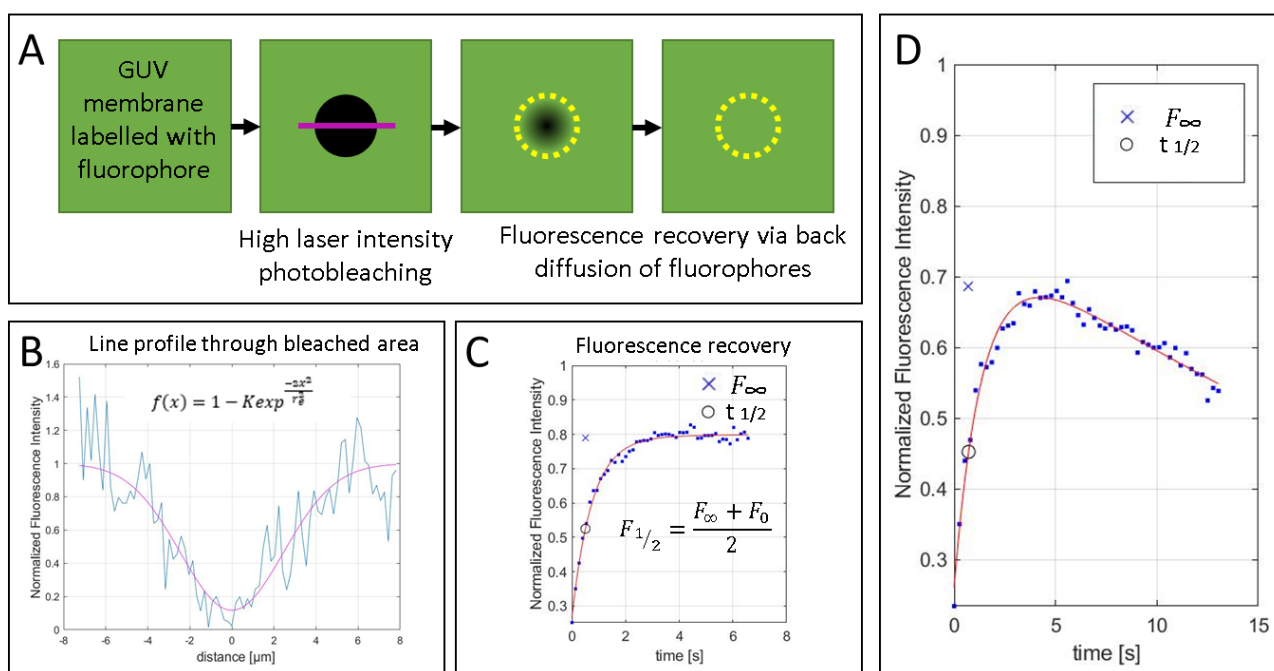 A
GUV
membrane
labelled with
fluorophore
High laser intensity
photobleaching
Fluorescence recovery via back
diffusion of fluorophores
B
Line profile through bleached area
f(x) = 1 − Kexp^(−2x²/rₑ²)
Normalized Fluorescence Intensity
1.6
1.4
1.2
1
0.8
0.6
0.4
0.2
0
-8 -6 -4 -2 0 2 4 6 8
distance [µm]
C
Fluorescence recovery
F∞
t 1/2
F 1/2 = (F∞ + F0)/2
Normalized Fluorescence Intensity
1
0.9
0.8
0.7
0.6
0.5
0.4
0.3
0.25
0 2 4 6 8
time [s]
D
F∞
t 1/2
Normalized Fluorescence Intensity
1
0.9
0.8
0.7
0.6
0.5
0.4
0.3
0 5 10 15
time [s]